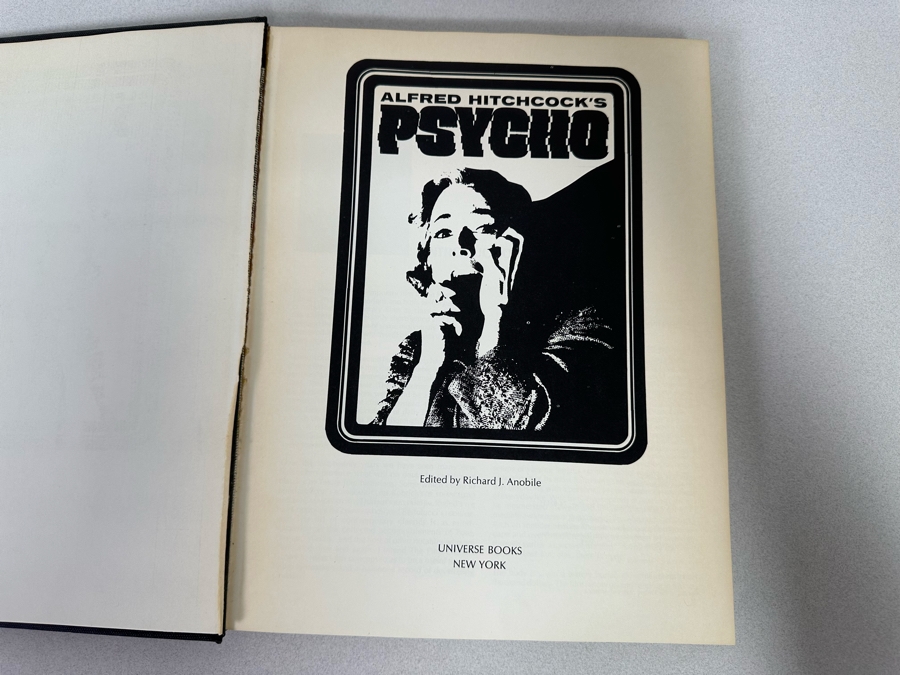 ALFRED HITCHCOCK'S
PSYCHO
Edited by Richard J. Anobile
UNIVERSE BOOKS
NEW YORK